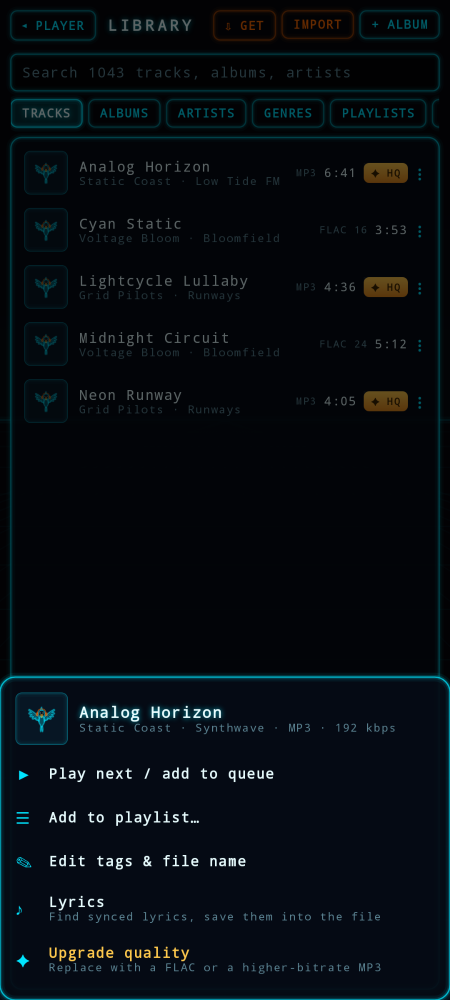 ◄ PLAYER LIBRARY ⇩ GET IMPORT + ALBUM
Search 1043 tracks, albums, artists
TRACKS ALBUMS ARTISTS GENRES PLAYLISTS
Analog Horizon
Static Coast · Low Tide FM
MP3 6:41 ✦ HQ ⋮
Cyan Static
Voltage Bloom · Bloomfield
FLAC 16 3:53 ⋮
Lightcycle Lullaby
Grid Pilots · Runways
MP3 4:36 ✦ HQ ⋮
Midnight Circuit
Voltage Bloom · Bloomfield
FLAC 24 5:12 ⋮
Neon Runway
Grid Pilots · Runways
MP3 4:05 ✦ HQ ⋮
Analog Horizon
Static Coast · Synthwave · MP3 · 192 kbps
▶ Play next / add to queue
☰ Add to playlist…
✎ Edit tags & file name
♪ Lyrics
Find synced lyrics, save them into the file
✦ Upgrade quality
Replace with a FLAC or a higher-bitrate MP3